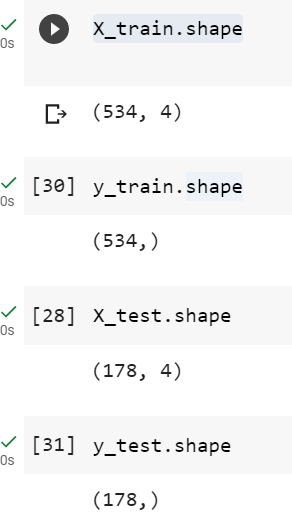 0s
X_train.shape
(534, 4)
0s
[30] y_train.shape
(534,)
0s
[28] X_test.shape
(178, 4)
0s
[31] y_test.shape
(178,)